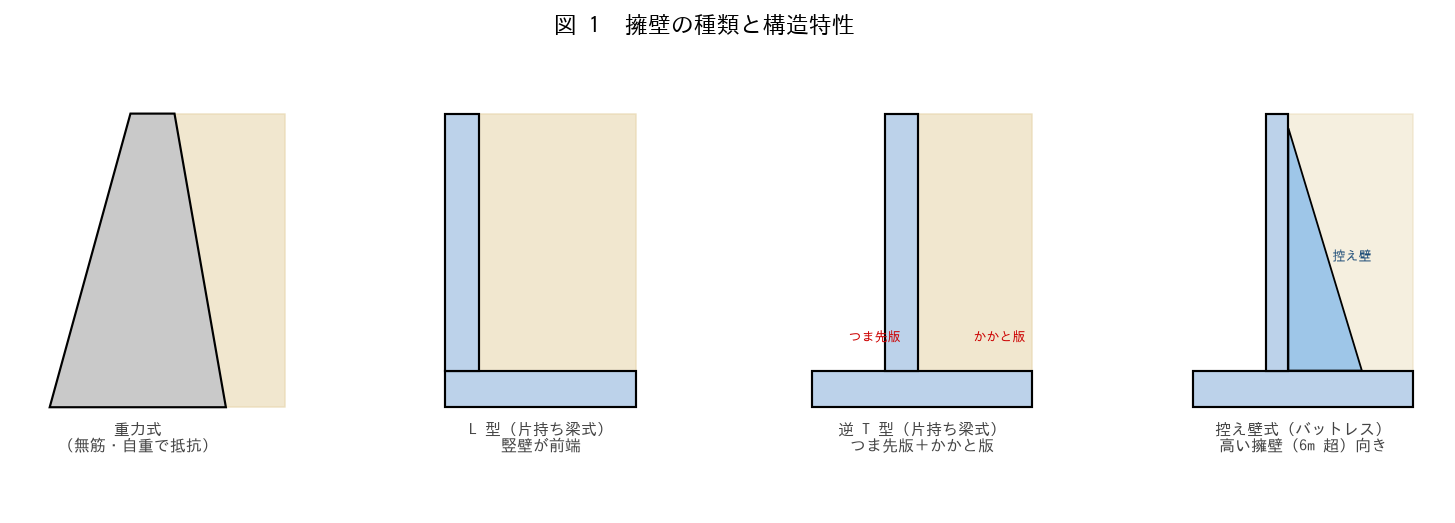 図 1　擁壁の種類と構造特性
控え壁
つま先版
かかと版
重力式
（無筋・自重で抵抗）
L 型（片持ち梁式）
竪壁が前端
逆 T 型（片持ち梁式）
つま先版＋かかと版
控え壁式（バットレス）
高い擁壁（6m 超）向き